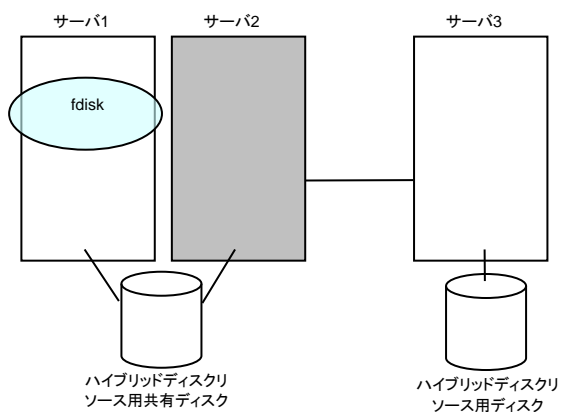 サーバ1
サーバ2
サーバ3
fdisk
ハイブリッドディスクリ
ソース用共有ディスク
ハイブリッドディスクリ
ソース用ディスク